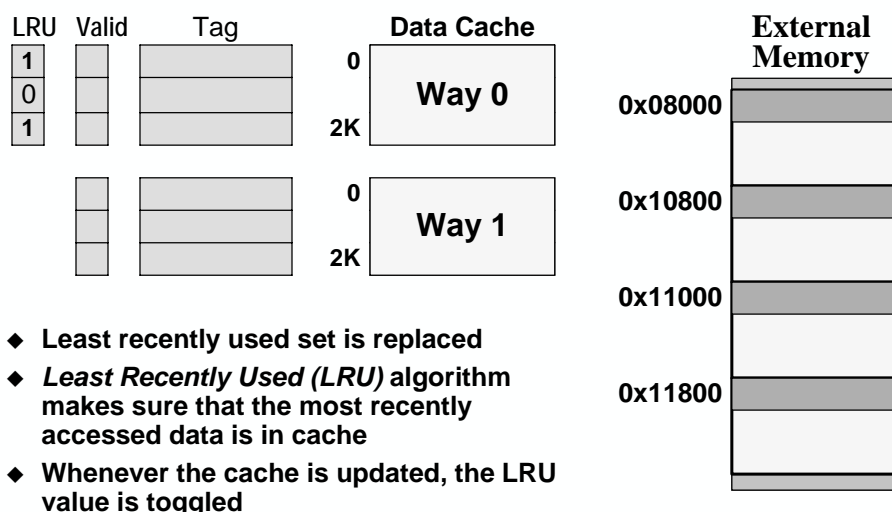 LRU Valid Tag Data Cache
1
0
1
0
Way 0
2K
0
Way 1
2K
External
Memory
0x08000
0x10800
0x11000
0x11800
◆ Least recently used set is replaced
◆ Least Recently Used (LRU) algorithm
makes sure that the most recently
accessed data is in cache
◆ Whenever the cache is updated, the LRU
value is toggled